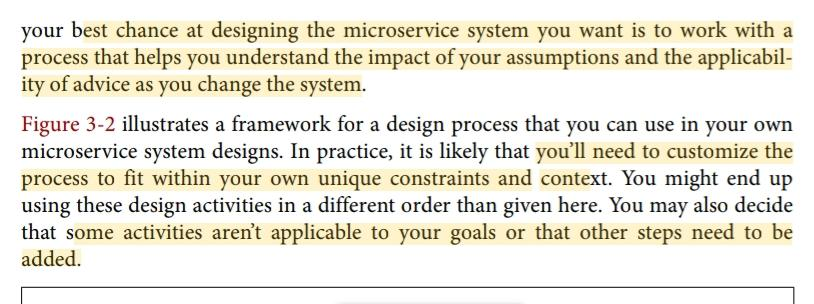 your best chance at designing the microservice system you want is to work with a
process that helps you understand the impact of your assumptions and the applicabil-
ity of advice as you change the system.
Figure 3-2 illustrates a framework for a design process that you can use in your own
microservice system designs. In practice, it is likely that you’ll need to customize the
process to fit within your own unique constraints and context. You might end up
using these design activities in a different order than given here. You may also decide
that some activities aren’t applicable to your goals or that other steps need to be
added.